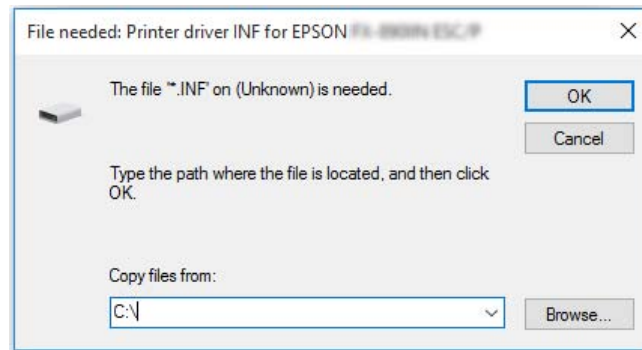 File needed: Printer driver INF for EPSON
The file '*.INF' on (Unknown) is needed.
OK
Cancel
Type the path where the file is located, and then click
OK.
Copy files from:
C:\
Browse...